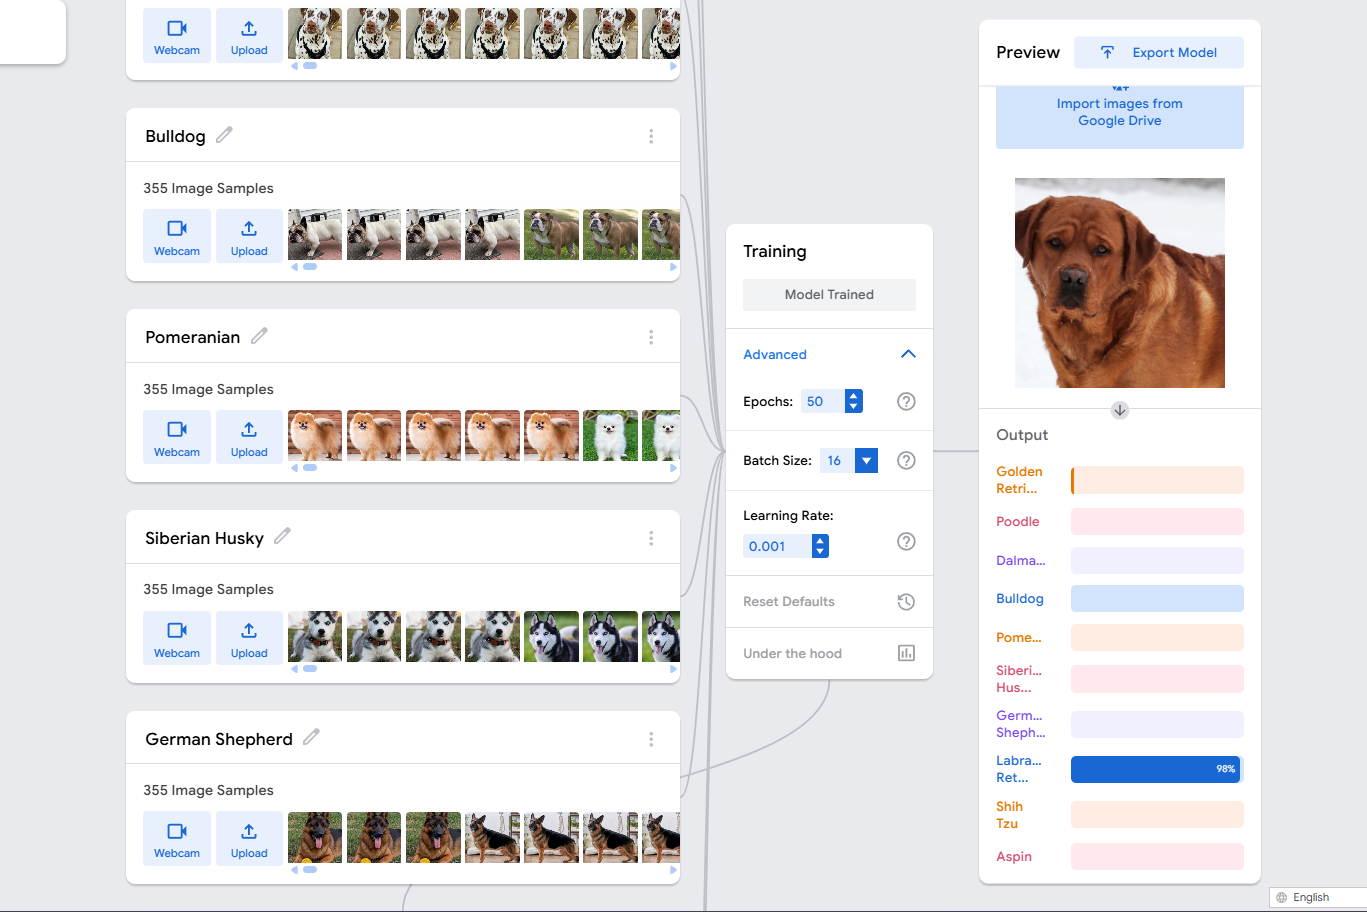 Webcam
Upload
Bulldog
355 Image Samples
Webcam
Upload
Pomeranian
355 Image Samples
Webcam
Upload
Siberian Husky
355 Image Samples
Webcam
Upload
German Shepherd
355 Image Samples
Webcam
Upload
Training
Model Trained
Advanced
Epochs: 50
Batch Size: 16
Learning Rate:
0.001
Reset Defaults
Under the hood
Preview
Export Model
Import images from
Google Drive
Output
Golden
Retri...
Poodle
Dalma...
Bulldog
Pome...
Siberi...
Hus...
Germ...
Sheph...
Labra...
Ret...
98%
Shih
Tzu
Aspin
English